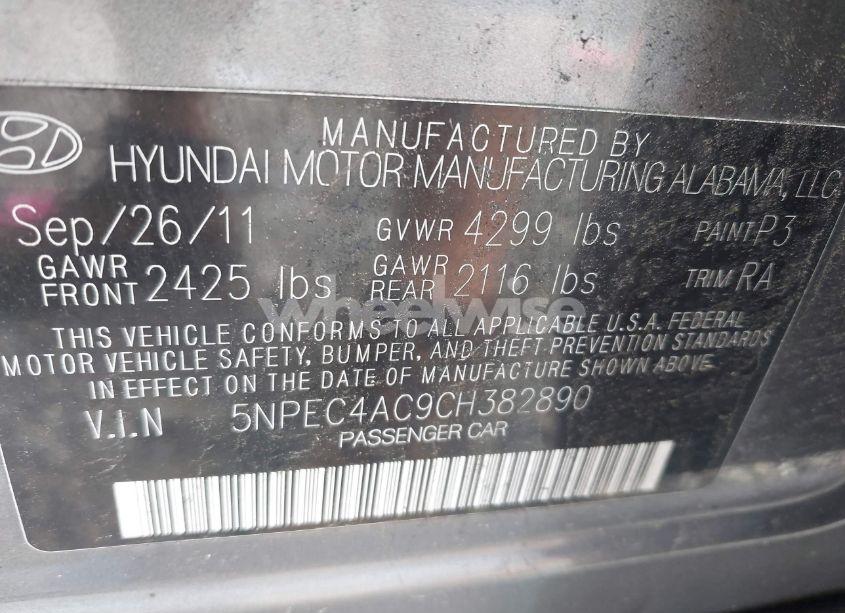 MANUFACTURED BY
HYUNDAI MOTOR MANUFACTURING ALABAMA, LLC
Sep/26/11 GVWR 4299 lbs PAINT P3
GAWR FRONT 2425 lbs GAWR REAR 2116 lbs TRIM RA
wheelwise
THIS VEHICLE CONFORMS TO ALL APPLICABLE U.S.A. FEDERAL
MOTOR VEHICLE SAFETY, BUMPER, AND THEFT PREVENTION STANDARDS
IN EFFECT ON THE DATE OF MANUFACTURE SHOWN ABOVE.
V.I.N 5NPEC4AC9CH382890
PASSENGER CAR